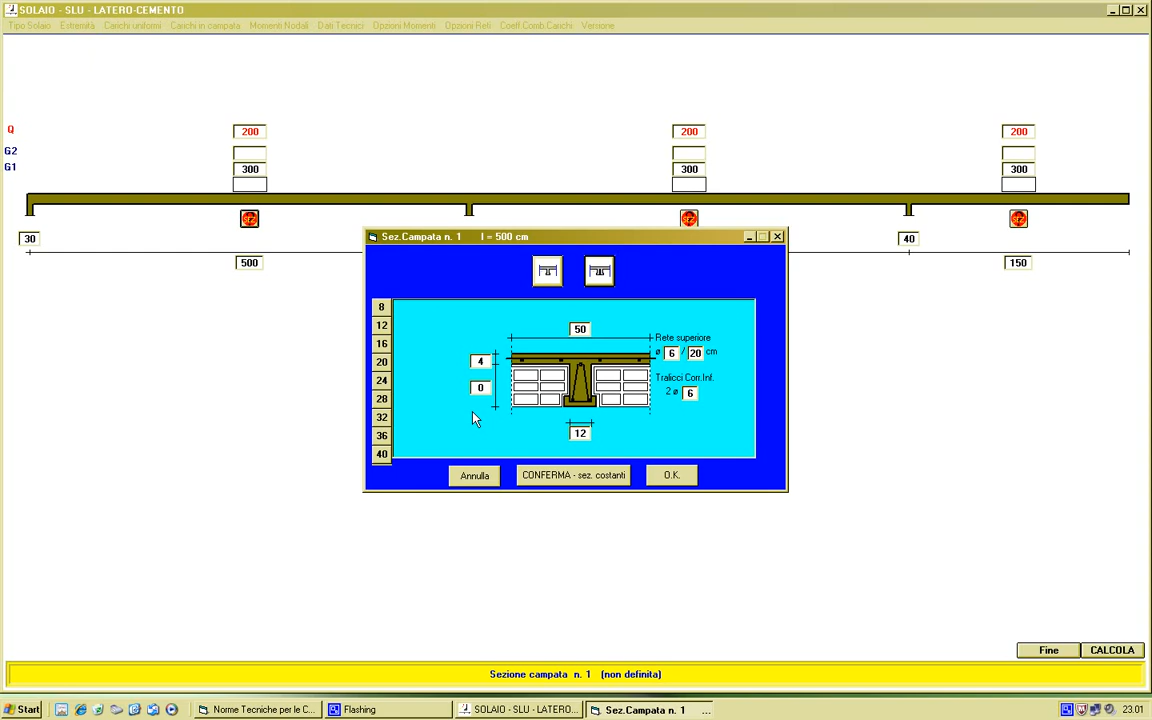 SOLAIO - SLU - LATERO-CEMENTO
Tipo Solaio Estremità Carichi uniformi Carichi in campata Momenti Nodali Dati Tecnici Opzioni Momenti Opzioni Reti Coeff.Comb.Carichi Versione
Q 200 200 200
G2
G1 300 300 300
SEZ SEZ SEZ
30 40
500 150
Sez.Campata n. 1 l = 500 cm
8
12
16
20
24
28
32
36
40
50
4
0
12
Rete superiore
ø 6 / 20 cm
Tralicci Corr.Inf.
2 ø 6
Annulla CONFERMA - sez. costanti O.K.
Fine CALCOLA
Sezione campata n. 1 (non definita)
Start Norme Tecniche per le C... Flashing SOLAIO - SLU - LATERO... Sez.Campata n. 1 ... 23.01